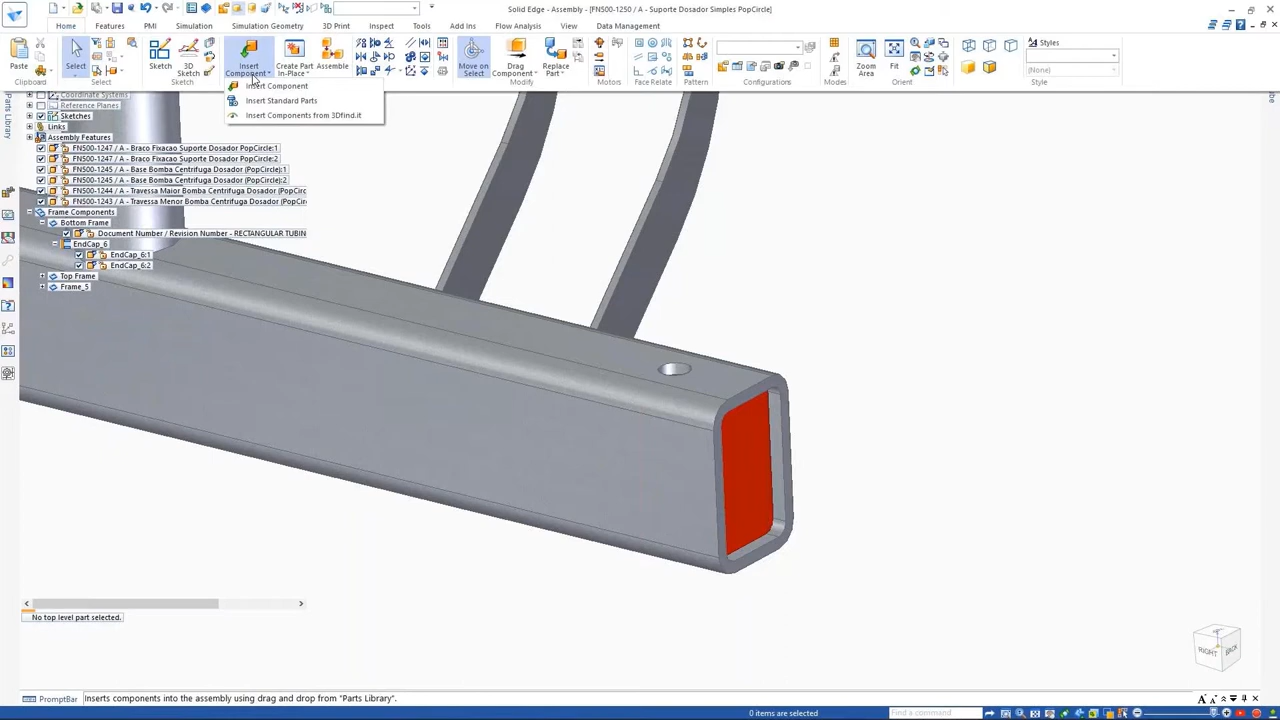 Solid Edge - Assembly - [FN500-1250 / A - Suporte Dosador Simples PopCircle]
Home
Features
PMI
Simulation
Simulation Geometry
3D Print
Inspect
Tools
Add Ins
Flow Analysis
View
Data Management
Paste
Select
Sketch
3D Sketch
Insert Component
Create Part In-Place
Assemble
Move on Select
Drag Component
Replace Part
Zoom Area
Fit
Styles
(None)
Clipboard
Select
Sketch
Modify
Face Relate
Motors
Pattern
Configurations
Modes
Orient
Style
Insert Component
Insert Standard Parts
Insert Components from 3Dfind.it
Parts Library
Coordinate Systems
Reference Planes
Sketches
Links
Assembly Features
FN500-1247 / A - Braco Fixacao Suporte Dosador PopCircle:1
FN500-1247 / A - Braco Fixacao Suporte Dosador PopCircle:2
FN500-1245 / A - Base Bomba Centrifuga Dosador (PopCircle):1
FN500-1245 / A - Base Bomba Centrifuga Dosador (PopCircle):2
FN500-1244 / A - Travessa Maior Bomba Centrifuga Dosador (PopCirc
FN500-1243 / A - Travessa Menor Bomba Centrifuga Dosador (PopCir
Frame Components
Bottom Frame
Document Number / Revision Number - RECTANGULAR TUBIN
EndCap_6
EndCap_6:1
EndCap_6:2
Top Frame
Frame_5
No top level part selected.
RIGHT
BACK
PromptBar
Inserts components into the assembly using drag and drop from "Parts Library".
0 items are selected
Find a command